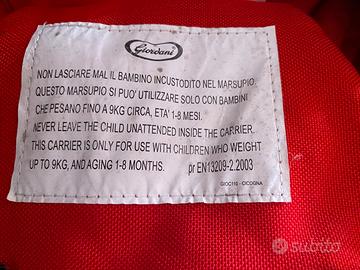 Giordani
NON LASCIARE MAI IL BAMBINO INCUSTODITO NEL MARSUPIO.
QUESTO MARSUPIO SI PUO' UTILIZZARE SOLO CON BAMBINI
CHE PESANO FINO A 9KG CIRCA, ETA' 1-8 MESI.
NEVER LEAVE THE CHILD UNATTENDED INSIDE THE CARRIER.
THIS CARRIER IS ONLY FOR USE WITH CHILDREN WHO WEIGHT
UP TO 9KG, AND AGING 1-8 MONTHS.
pr EN13209-2.2003
GIOC110 - CICOGNA
subito